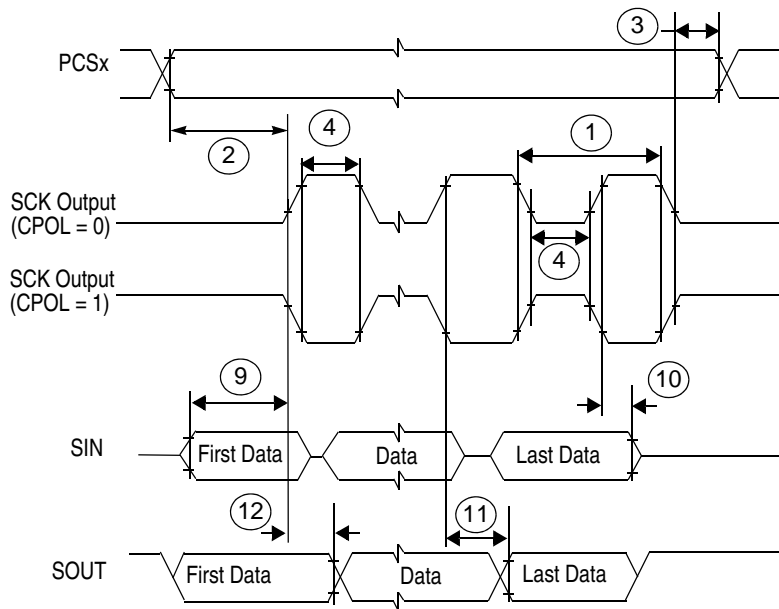 3
PCSx
4
1
2
SCK Output
(CPOL = 0)
4
SCK Output
(CPOL = 1)
9
10
SIN
First Data
Data
Last Data
12
11
SOUT
First Data
Data
Last Data